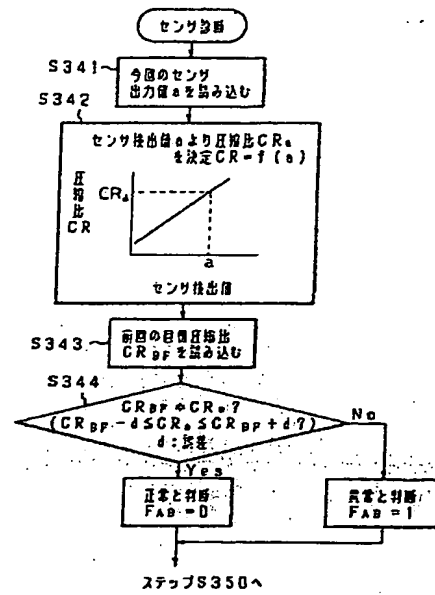 センサ診断
S341
今回のセンサ
出力値aを読み込む
S342
センサ検出値aより圧縮比CRa
を決定CR=f(a)
圧縮比CR
CRa
a
センサ検出値
S343
前回の目標圧縮比
CRBFを読み込む
S344
CRBF≒CRa?
(CRBF-d≦CRa≦CRBF+d?)
d:誤差
No
Yes
正常と判断
FAB=0
異常と判断
FAB=1
ステップS350へ